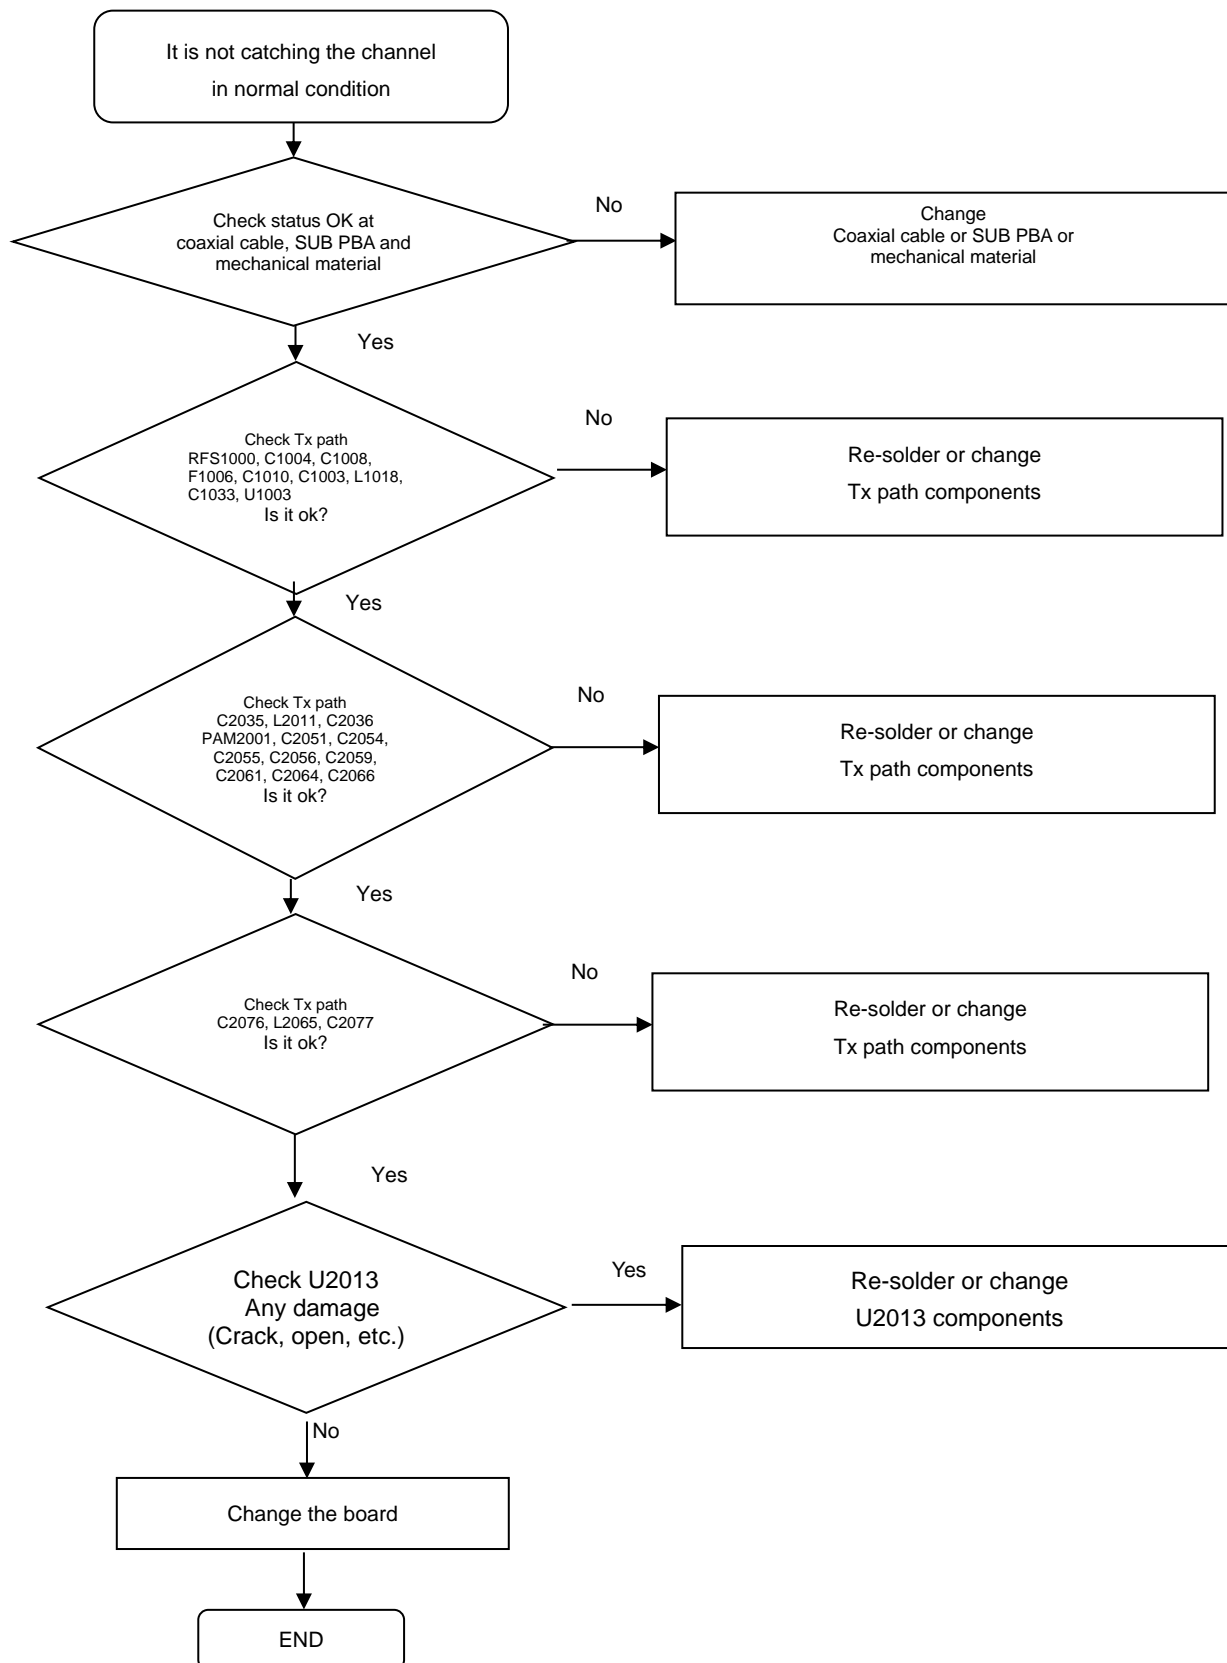 It is not catching the channel
in normal condition
Check status OK at
coaxial cable, SUB PBA and
mechanical material
No
Change
Coaxial cable or SUB PBA or
mechanical material
Yes
Check Tx path
RFS1000, C1004, C1008,
F1006, C1010, C1003, L1018,
C1033, U1003
Is it ok?
No
Re-solder or change
Tx path components
Yes
Check Tx path
C2035, L2011, C2036
PAM2001, C2051, C2054,
C2055, C2056, C2059,
C2061, C2064, C2066
Is it ok?
No
Re-solder or change
Tx path components
Yes
Check Tx path
C2076, L2065, C2077
Is it ok?
No
Re-solder or change
Tx path components
Yes
Check U2013
Any damage
(Crack, open, etc.)
Yes
Re-solder or change
U2013 components
No
Change the board
END